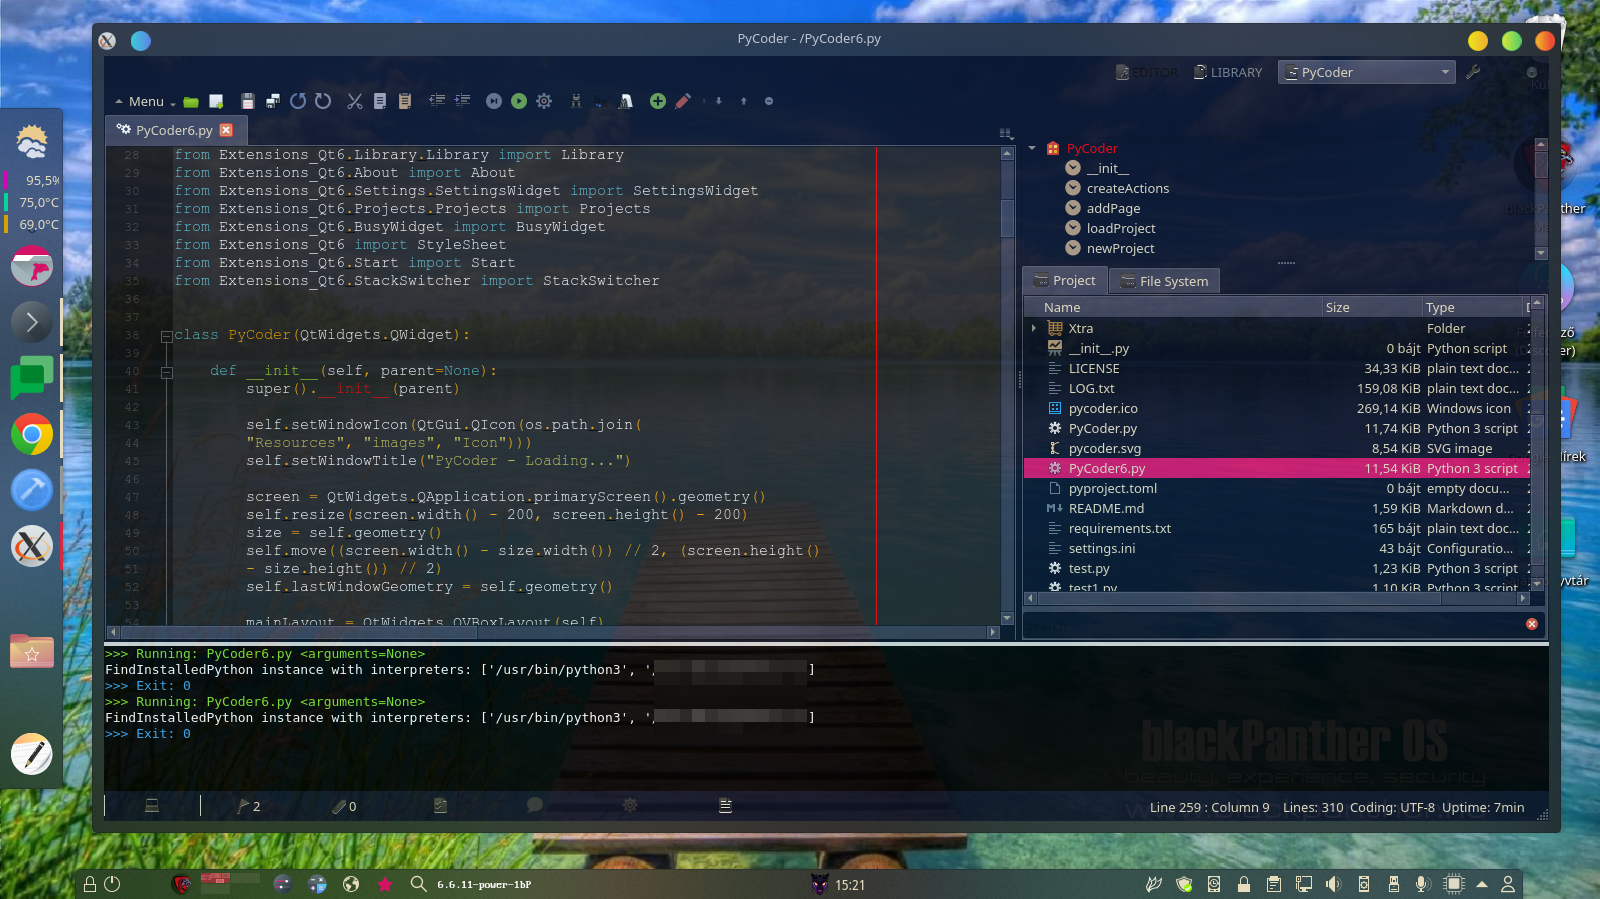 PyCoder - /PyCoder6.py
EDITOR
LIBRARY
PyCoder
Menu
PyCoder6.py
28 from Extensions_Qt6.Library.Library import Library
29 from Extensions_Qt6.About import About
30 from Extensions_Qt6.Settings.SettingsWidget import SettingsWidget
31 from Extensions_Qt6.Projects.Projects import Projects
32 from Extensions_Qt6.BusyWidget import BusyWidget
33 from Extensions_Qt6 import StyleSheet
34 from Extensions_Qt6.Start import Start
35 from Extensions_Qt6.StackSwitcher import StackSwitcher
36
37
38 class PyCoder(QtWidgets.QWidget):
39
40 def __init__(self, parent=None):
41 super().__init__(parent)
42
43 self.setWindowIcon(QtGui.QIcon(os.path.join(
44 "Resources", "images", "Icon")))
45 self.setWindowTitle("PyCoder - Loading...")
46
47 screen = QtWidgets.QApplication.primaryScreen().geometry()
48 self.resize(screen.width() - 200, screen.height() - 200)
49 size = self.geometry()
50 self.move((screen.width() - size.width()) // 2, (screen.height()
51 - size.height()) // 2)
52 self.lastWindowGeometry = self.geometry()
53
54 mainLayout = QtWidgets.QVBoxLayout(self)
PyCoder
__init__
createActions
addPage
loadProject
newProject
Project
File System
Name Size Type
Xtra Folder
__init__.py 0 bájt Python script
LICENSE 34,33 KiB plain text doc...
LOG.txt 159,08 KiB plain text doc...
pycoder.ico 269,14 KiB Windows icon
PyCoder.py 11,74 KiB Python 3 script
pycoder.svg 8,54 KiB SVG image
PyCoder6.py 11,54 KiB Python 3 script
pyproject.toml 0 bájt empty docu...
README.md 1,59 KiB Markdown d...
requirements.txt 165 bájt plain text doc...
settings.ini 43 bájt Configuratio...
test.py 1,23 KiB Python 3 script
test1.py 1,10 KiB Python 3 script
>>> Running: PyCoder6.py <arguments=None>
FindInstalledPython instance with interpreters: ['/usr/bin/python3', '/ ]
>>> Exit: 0
>>> Running: PyCoder6.py <arguments=None>
FindInstalledPython instance with interpreters: ['/usr/bin/python3', '/ ]
>>> Exit: 0
blackPanther OS
beauty, experience, security
2
0
Line 259 : Column 9 Lines: 310 Coding: UTF-8 Uptime: 7min
95,5%
75,0°C
69,0°C
6.6.11-power-1bP
15:21